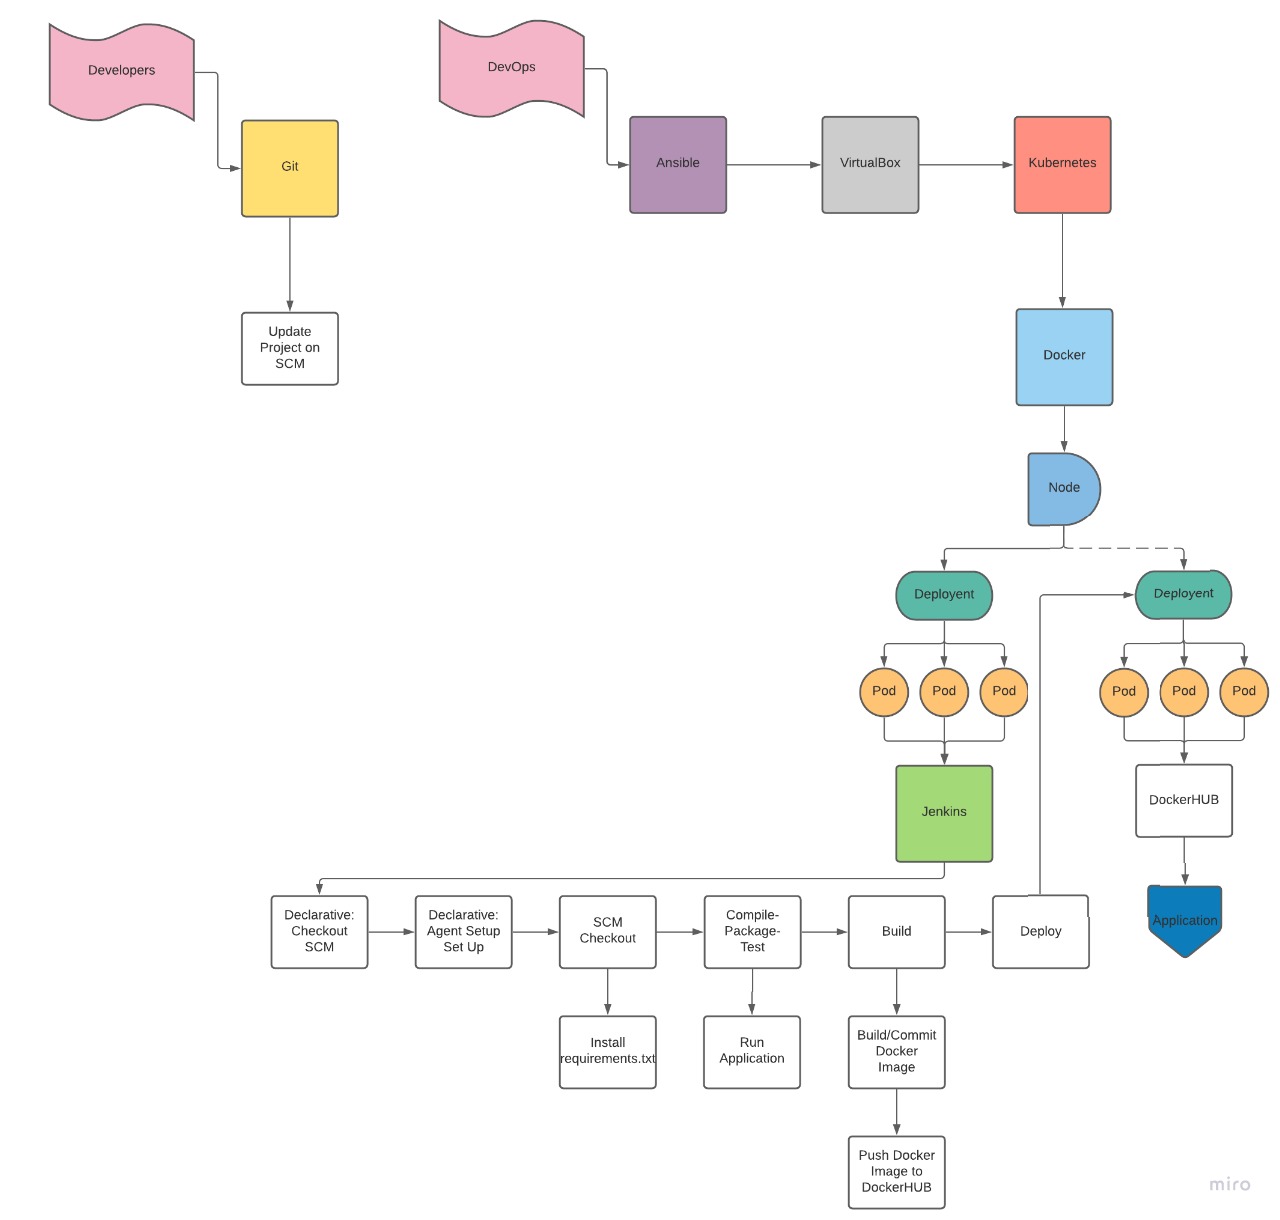 Developers
DevOps
Git
Ansible
VirtualBox
Kubernetes
Update
Project on
SCM
Docker
Node
Deployent
Deployent
Pod
Pod
Pod
Pod
Pod
Pod
Jenkins
DockerHUB
Declarative:
Checkout
SCM
Declarative:
Agent Setup
Set Up
SCM
Checkout
Compile-
Package-
Test
Build
Deploy
Application
Install
requirements.txt
Run
Application
Build/Commit
Docker
Image
Push Docker
Image to
DockerHUB
miro